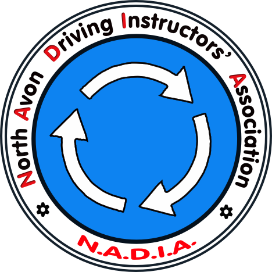 North Avon Driving Instructors' Association
N.A.D.I.A.